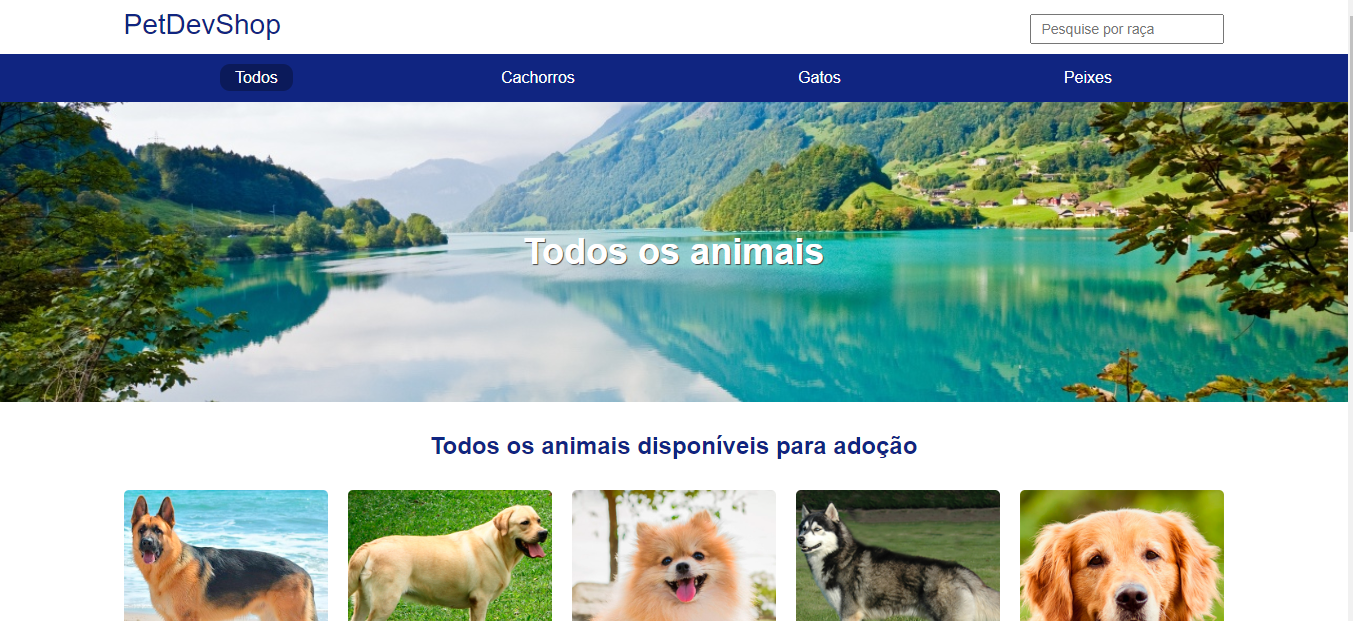 PetDevShop
Pesquise por raça
Todos
Cachorros
Gatos
Peixes
Todos os animais
Todos os animais disponíveis para adoção